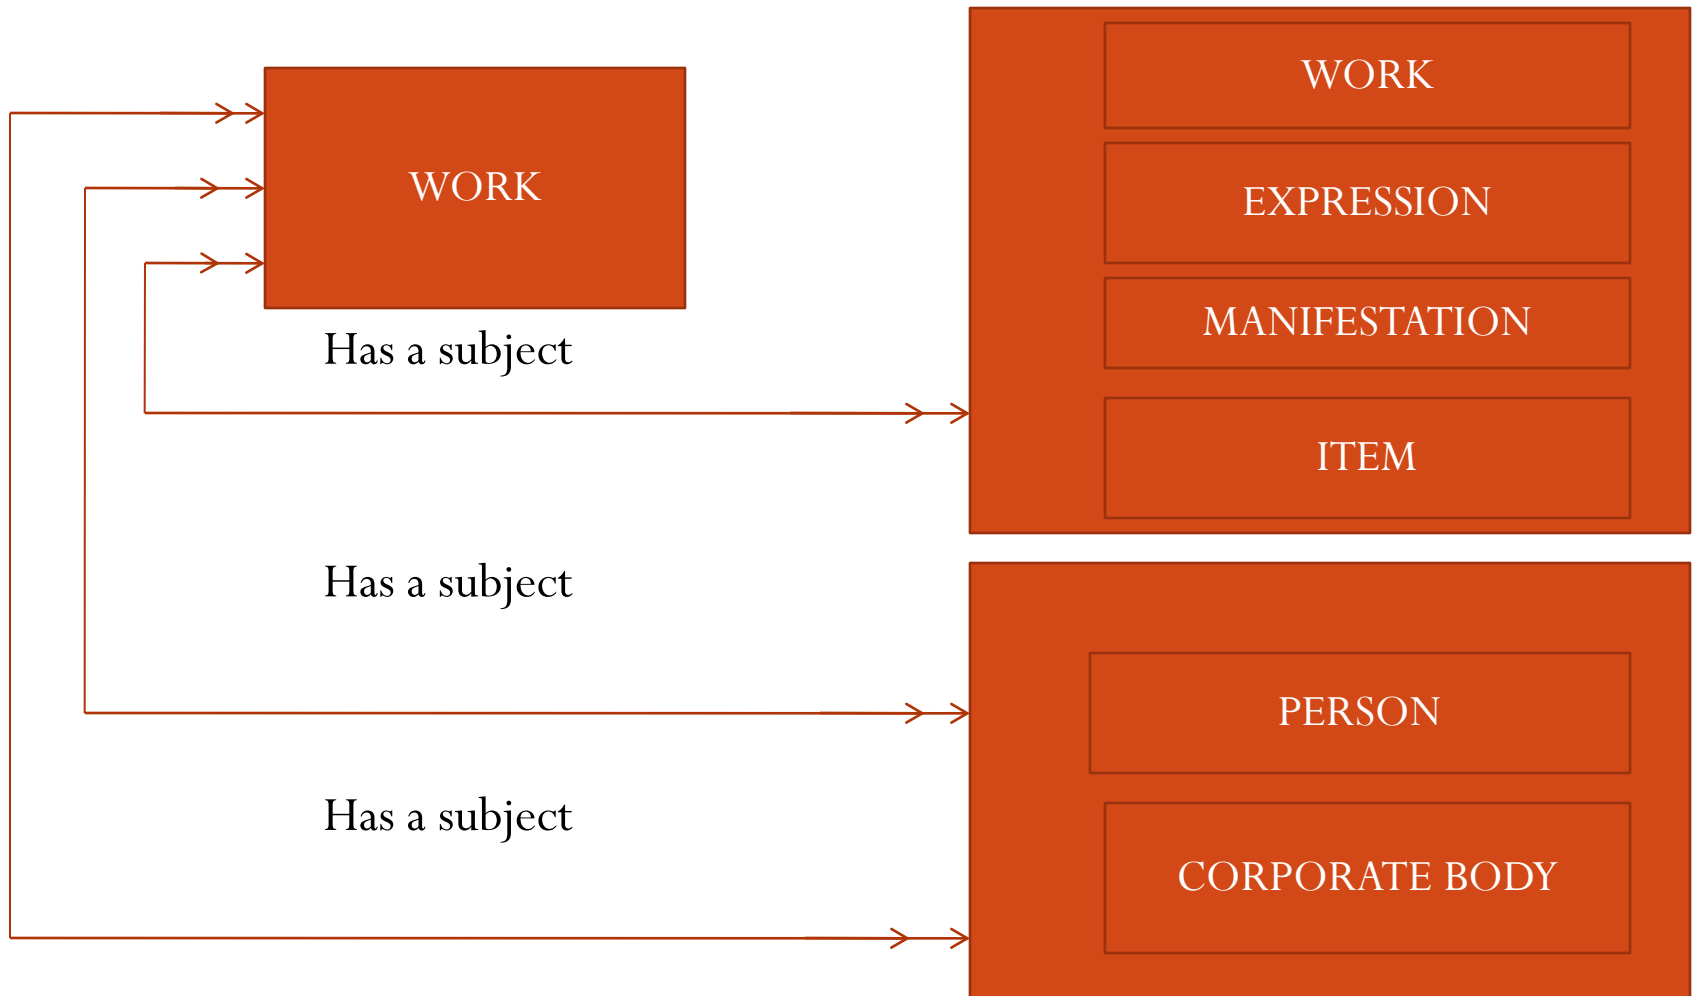 WORK
Has a subject
Has a subject
Has a subject
WORK
EXPRESSION
MANIFESTATION
ITEM
PERSON
CORPORATE BODY